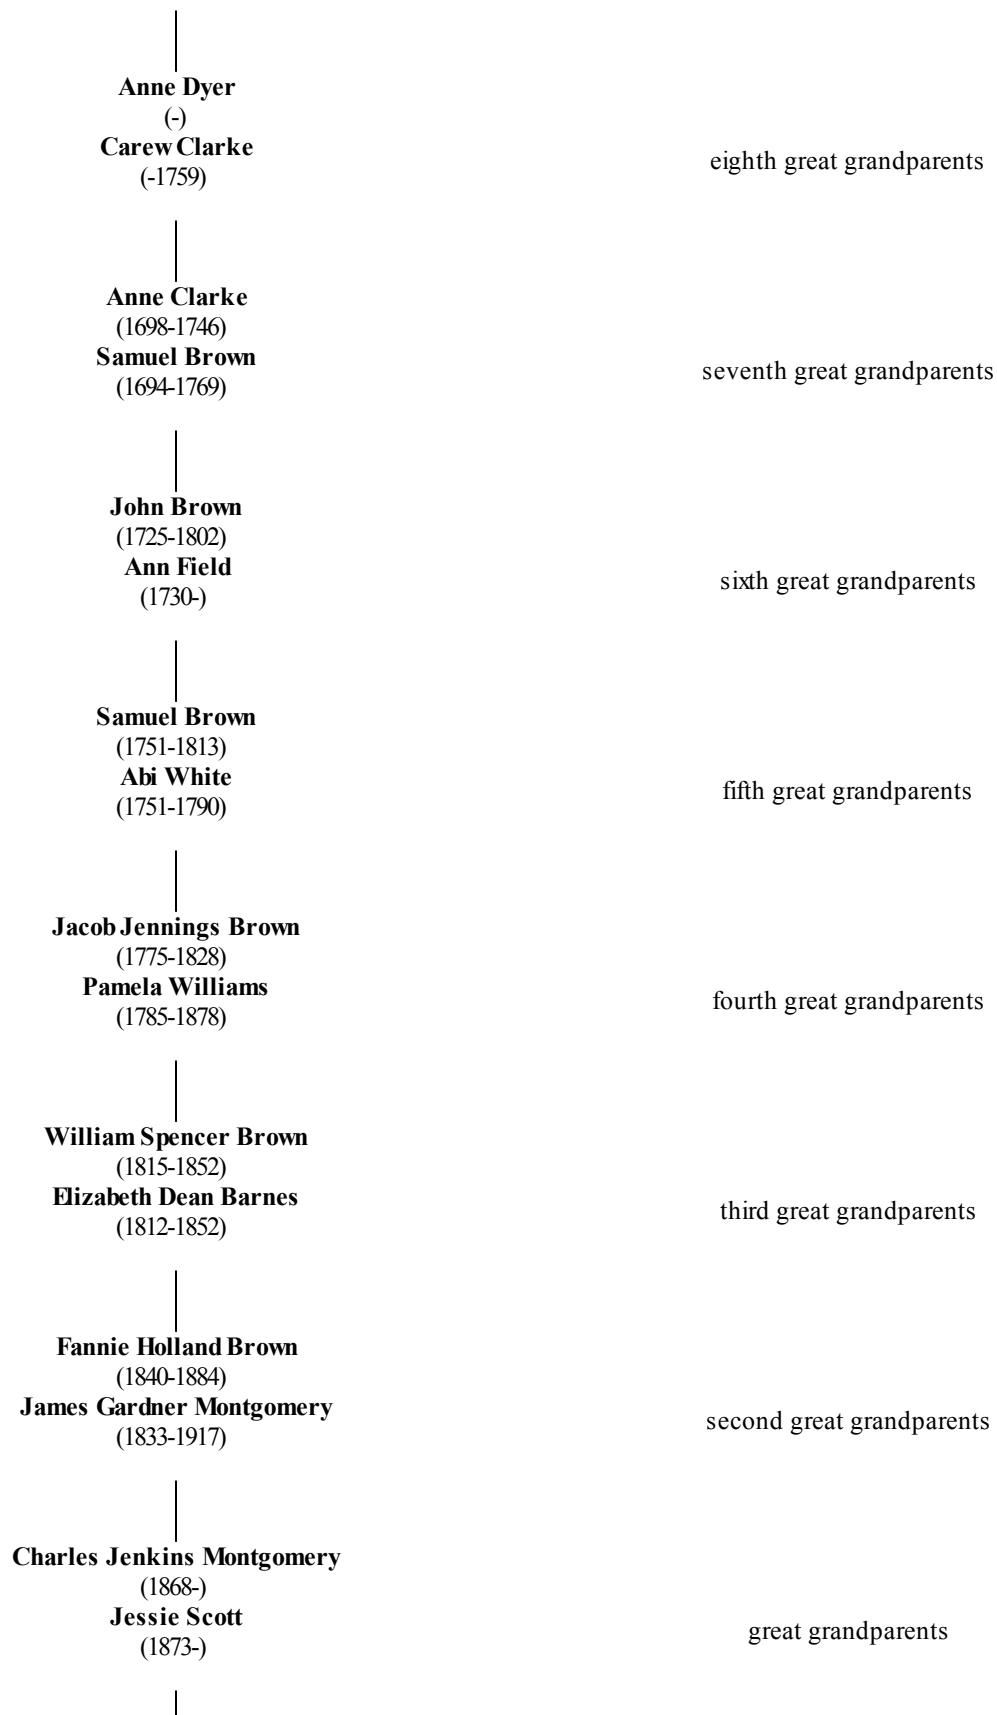 Anne Dyer
(-)
Carew Clarke
(-1759)
eighth great grandparents
Anne Clarke
(1698-1746)
Samuel Brown
(1694-1769)
seventh great grandparents
John Brown
(1725-1802)
Ann Field
(1730-)
sixth great grandparents
Samuel Brown
(1751-1813)
Abi White
(1751-1790)
fifth great grandparents
Jacob Jennings Brown
(1775-1828)
Pamela Williams
(1785-1878)
fourth great grandparents
William Spencer Brown
(1815-1852)
Elizabeth Dean Barnes
(1812-1852)
third great grandparents
Fannie Holland Brown
(1840-1884)
James Gardner Montgomery
(1833-1917)
second great grandparents
Charles Jenkins Montgomery
(1868-)
Jessie Scott
(1873-)
great grandparents